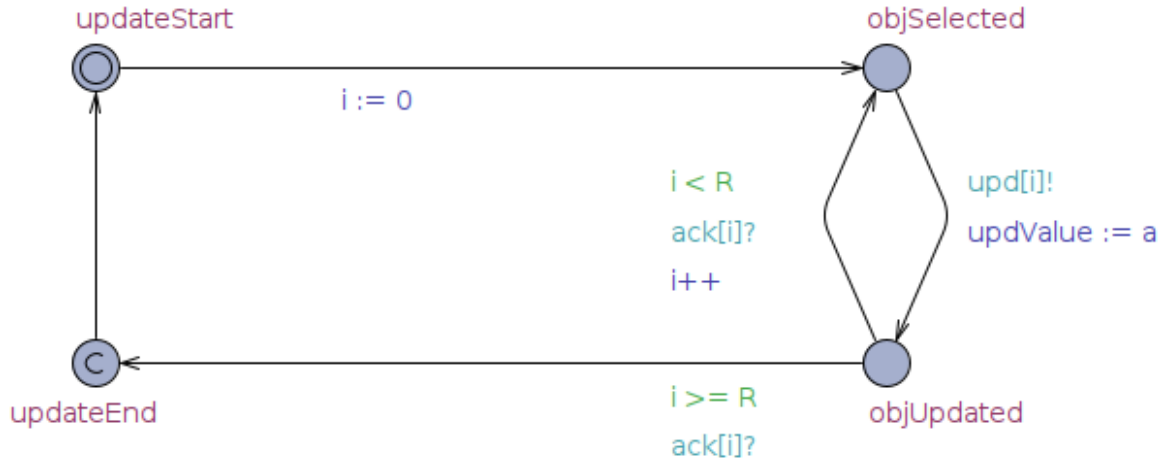 updateStart
objSelected
i := 0
i < R
upd[i]!
ack[i]?
updValue := a
i++
C
updateEnd
i >= R
objUpdated
ack[i]?